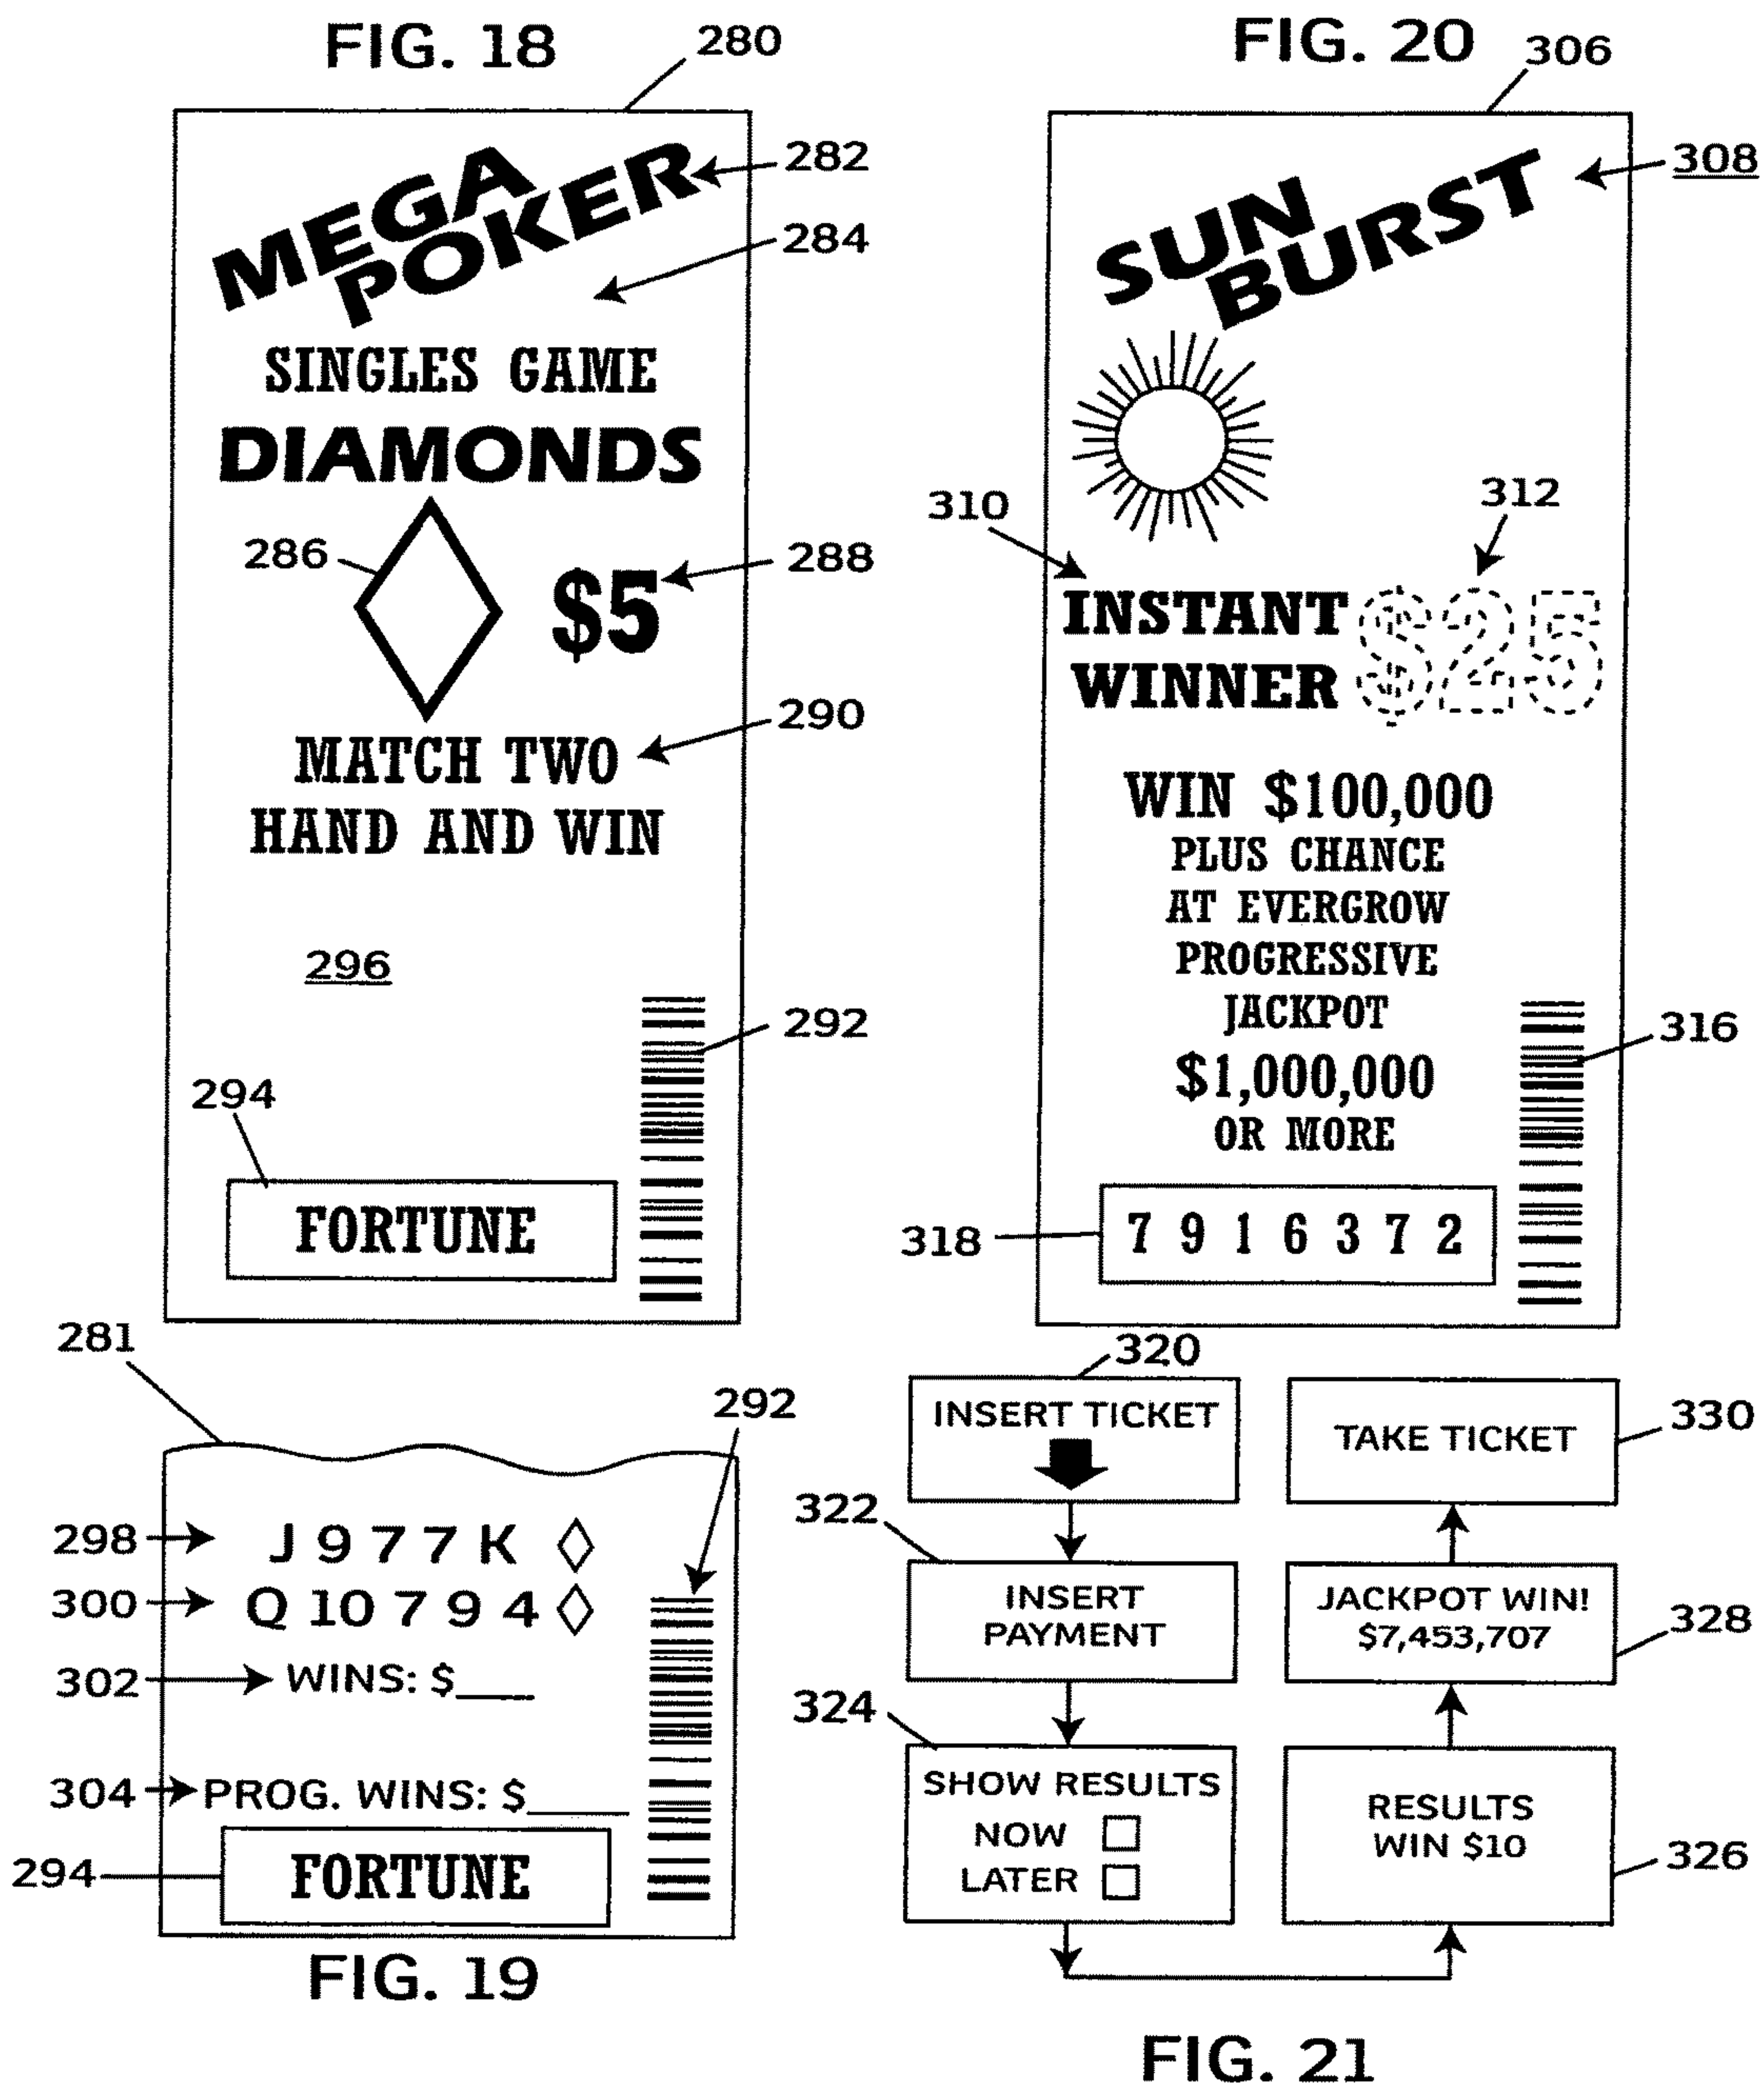 FIG. 18
280
MEGA
POKER
282
284
SINGLES GAME
DIAMONDS
286
$5
288
MATCH TWO
290
HAND AND WIN
296
292
294
FORTUNE
281
292
298
J 9 7 7 K
300
Q 10 7 9 4
302
WINS: $____
304
PROG. WINS: $_____
294
FORTUNE
FIG. 19
FIG. 20
306
308
SUN
BURST
310
312
INSTANT
WINNER
$25
WIN $100,000
PLUS CHANCE
AT EVERGROW
PROGRESSIVE
JACKPOT
316
$1,000,000
OR MORE
318
7 9 1 6 3 7 2
320
INSERT TICKET
322
INSERT
PAYMENT
324
SHOW RESULTS
NOW
LATER
RESULTS
WIN $10
326
JACKPOT WIN!
$7,453,707
328
TAKE TICKET
330
FIG. 21